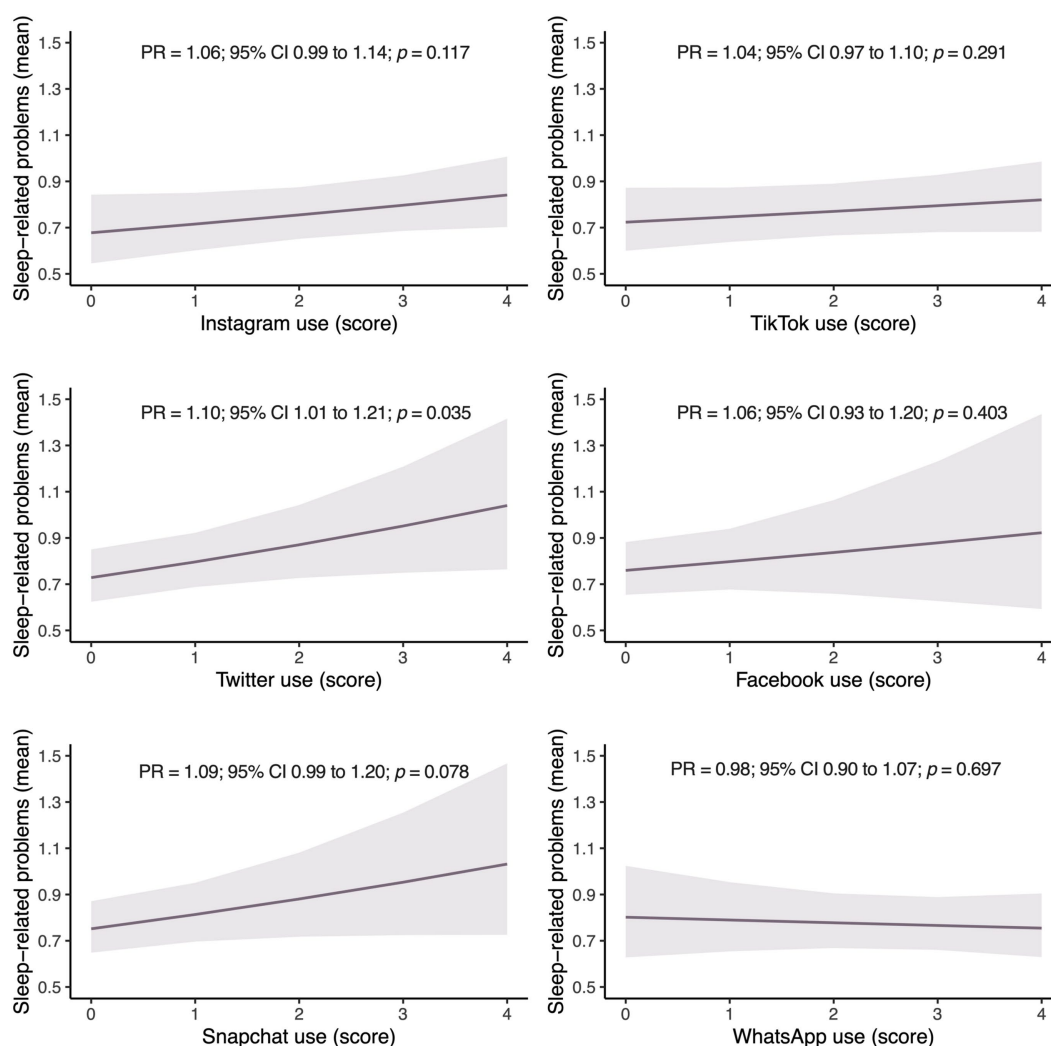 PR = 1.06; 95% CI 0.99 to 1.14; p = 0.117
Sleep−related problems (mean)
1.5
1.3
1.1
0.9
0.7
0.5
0 1 2 3 4
Instagram use (score)
PR = 1.04; 95% CI 0.97 to 1.10; p = 0.291
Sleep−related problems (mean)
1.5
1.3
1.1
0.9
0.7
0.5
0 1 2 3 4
TikTok use (score)
PR = 1.10; 95% CI 1.01 to 1.21; p = 0.035
Sleep−related problems (mean)
1.5
1.3
1.1
0.9
0.7
0.5
0 1 2 3 4
Twitter use (score)
PR = 1.06; 95% CI 0.93 to 1.20; p = 0.403
Sleep−related problems (mean)
1.5
1.3
1.1
0.9
0.7
0.5
0 1 2 3 4
Facebook use (score)
PR = 1.09; 95% CI 0.99 to 1.20; p = 0.078
Sleep−related problems (mean)
1.5
1.3
1.1
0.9
0.7
0.5
0 1 2 3 4
Snapchat use (score)
PR = 0.98; 95% CI 0.90 to 1.07; p = 0.697
Sleep−related problems (mean)
1.5
1.3
1.1
0.9
0.7
0.5
0 1 2 3 4
WhatsApp use (score)